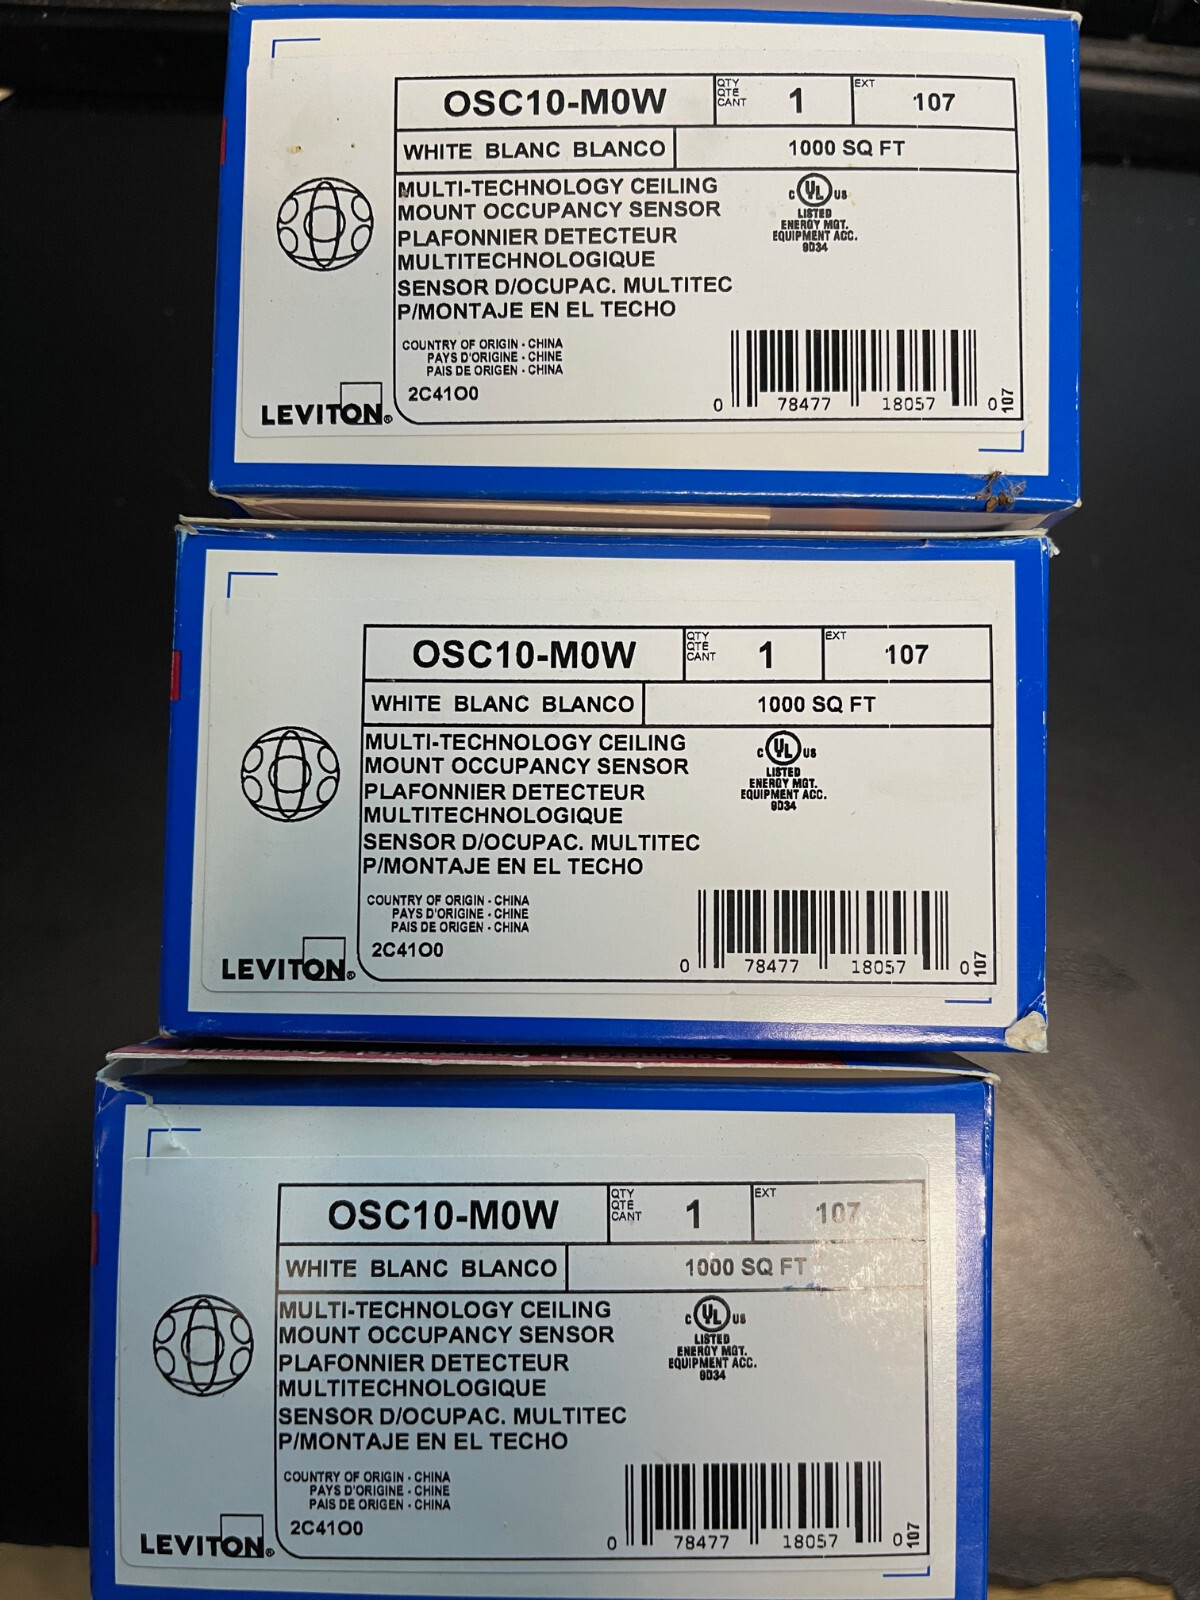 OSC10-M0W
QTY
QTE
CANT
1
EXT
107
WHITE BLANC BLANCO
1000 SQ FT
MULTI-TECHNOLOGY CEILING
MOUNT OCCUPANCY SENSOR
PLAFONNIER DETECTEUR
MULTITECHNOLOGIQUE
SENSOR D/OCUPAC. MULTITEC
P/MONTAJE EN EL TECHO
C UL US
LISTED
ENERGY MGT.
EQUIPMENT ACC.
9D34
COUNTRY OF ORIGIN - CHINA
PAYS D'ORIGINE - CHINE
PAIS DE ORIGEN - CHINA
2C41O0
LEVITON®
0 78477 18057 0
107
OSC10-M0W
QTY
QTE
CANT
1
EXT
107
WHITE BLANC BLANCO
1000 SQ FT
MULTI-TECHNOLOGY CEILING
MOUNT OCCUPANCY SENSOR
PLAFONNIER DETECTEUR
MULTITECHNOLOGIQUE
SENSOR D/OCUPAC. MULTITEC
P/MONTAJE EN EL TECHO
C UL US
LISTED
ENERGY MGT.
EQUIPMENT ACC.
9D34
COUNTRY OF ORIGIN - CHINA
PAYS D'ORIGINE - CHINE
PAIS DE ORIGEN - CHINA
2C41O0
LEVITON®
0 78477 18057 0
107
OSC10-M0W
QTY
QTE
CANT
1
EXT
107
WHITE BLANC BLANCO
1000 SQ FT
MULTI-TECHNOLOGY CEILING
MOUNT OCCUPANCY SENSOR
PLAFONNIER DETECTEUR
MULTITECHNOLOGIQUE
SENSOR D/OCUPAC. MULTITEC
P/MONTAJE EN EL TECHO
C UL US
LISTED
ENERGY MGT.
EQUIPMENT ACC.
9D34
COUNTRY OF ORIGIN - CHINA
PAYS D'ORIGINE - CHINE
PAIS DE ORIGEN - CHINA
2C41O0
LEVITON®
0 78477 18057 0
107